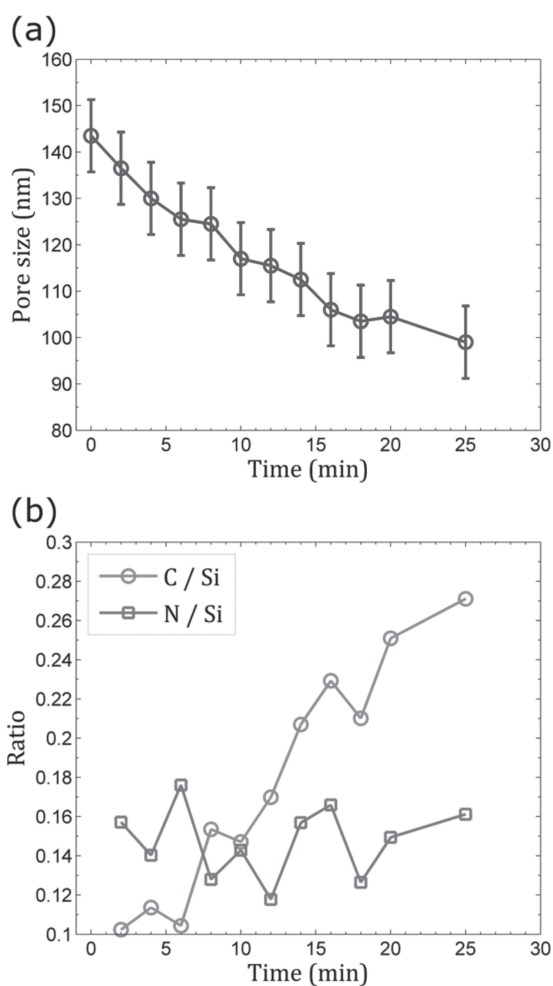 (a)
160
150
140
130
120
110
100
90
80
Pore size (nm)
0 5 10 15 20 25 30
Time (min)
(b)
0.3
0.28
0.26
0.24
0.22
0.2
0.18
0.16
0.14
0.12
0.1
Ratio
C / Si
N / Si
0 5 10 15 20 25 30
Time (min)